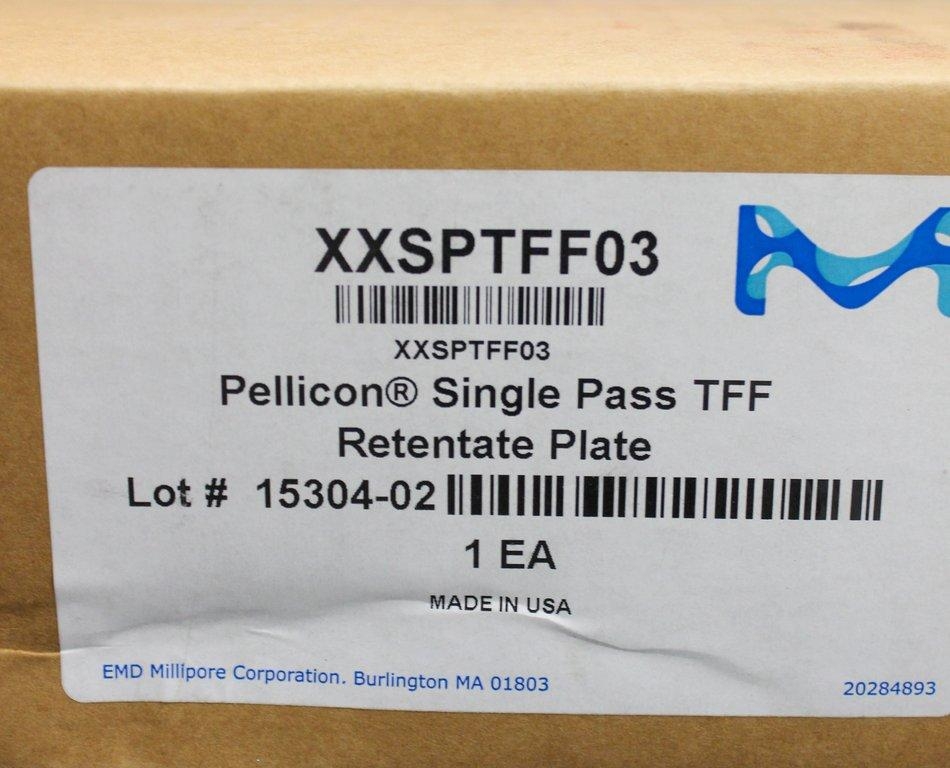 XXSPTFF03
XXSPTFF03
Pellicon® Single Pass TFF
Retentate Plate
Lot # 15304-02
1 EA
MADE IN USA
EMD Millipore Corporation. Burlington MA 01803
20284893